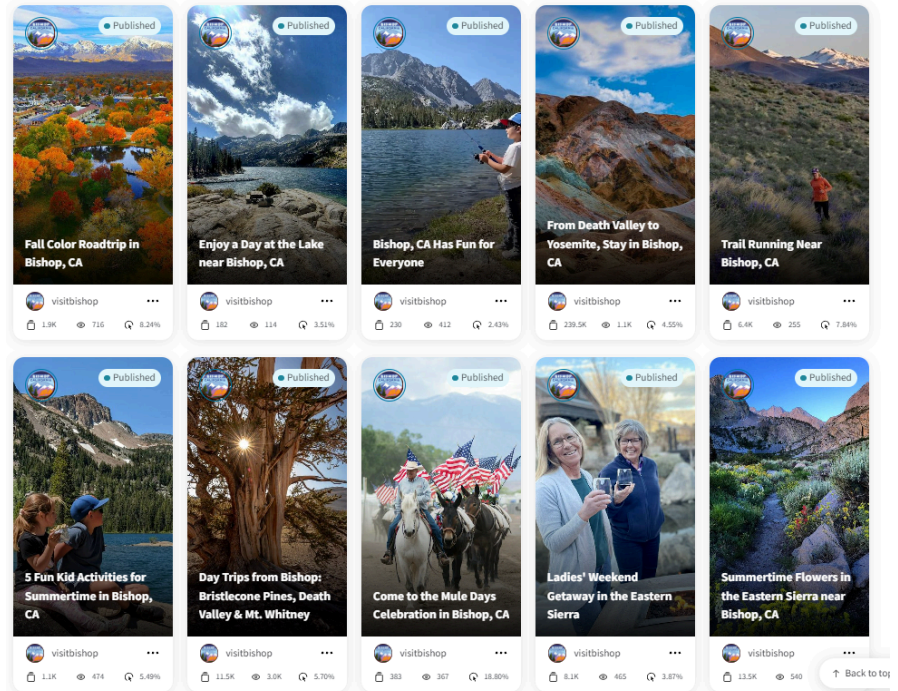 Published
Published
Published
Published
Published
Fall Color Roadtrip in
Bishop, CA
Enjoy a Day at the Lake
near Bishop, CA
Bishop, CA Has Fun for
Everyone
From Death Valley to
Yosemite, Stay in Bishop,
CA
Trail Running Near
Bishop, CA
visitbishop
visitbishop
visitbishop
visitbishop
visitbishop
1.9K 716 8.24%
182 114 3.51%
230 412 2.43%
239.5K 1.1K 4.55%
6.4K 255 7.84%
Published
Published
Published
Published
Published
5 Fun Kid Activities for
Summertime in Bishop,
CA
Day Trips from Bishop:
Bristlecone Pines, Death
Valley & Mt. Whitney
Come to the Mule Days
Celebration in Bishop, CA
Ladies' Weekend
Getaway in the Eastern
Sierra
Summertime Flowers in
the Eastern Sierra near
Bishop, CA
visitbishop
visitbishop
visitbishop
visitbishop
visitbishop
1.1K 474 5.49%
11.5K 3.0K 5.70%
383 367 18.80%
8.1K 465 3.87%
13.5K 540
Back to top